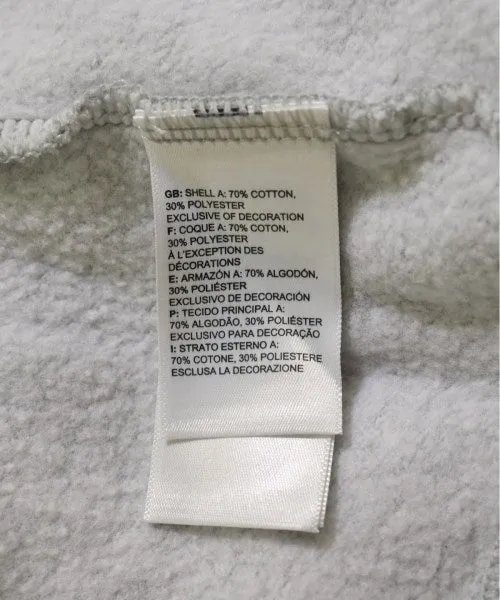 GB: SHELL A: 70% COTTON,
30% POLYESTER
EXCLUSIVE OF DECORATION
F: COQUE A: 70% COTON,
30% POLYESTER
À L'EXCEPTION DES
DÉCORATIONS
E: ARMAZÓN A: 70% ALGODÓN,
30% POLIÉSTER
EXCLUSIVO DE DECORACIÓN
P: TECIDO PRINCIPAL A:
70% ALGODÃO, 30% POLIÉSTER
EXCLUSIVO PARA DECORAÇÃO
I: STRATO ESTERNO A:
70% COTONE, 30% POLIESTERE
ESCLUSA LA DECORAZIONE